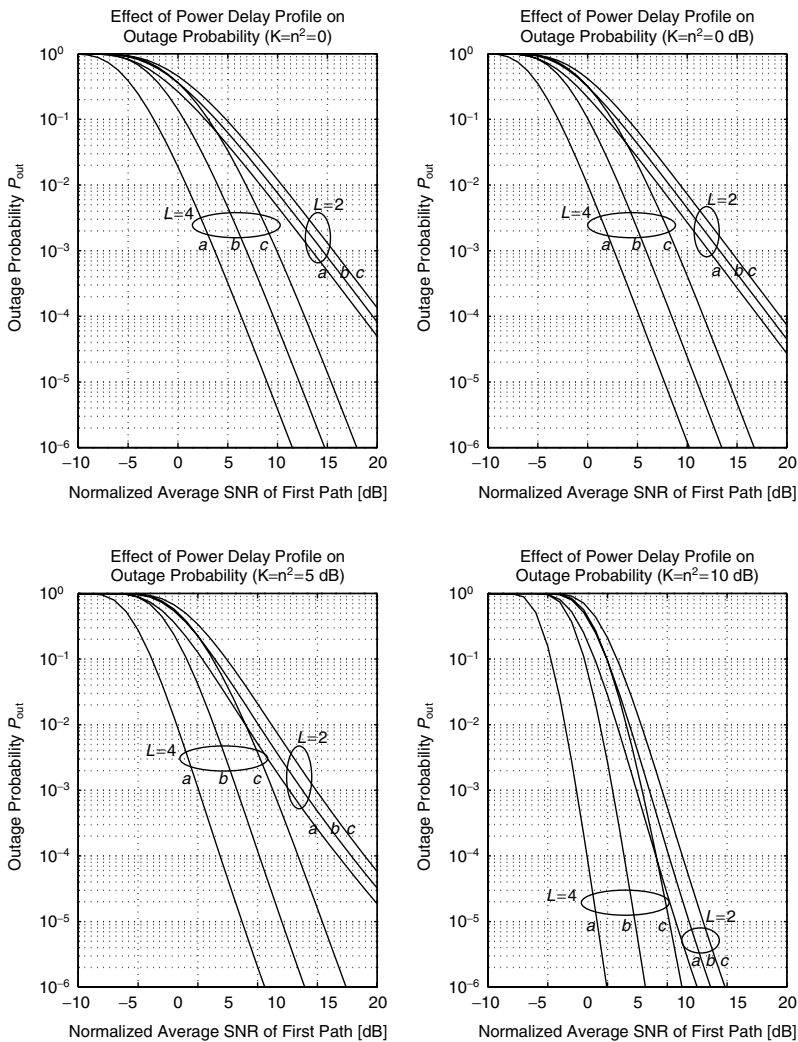 Effect of Power Delay Profile on
Outage Probability (K=n²=0)
10⁰
10⁻¹
10⁻²
10⁻³
10⁻⁴
10⁻⁵
10⁻⁶
Outage Probability Pout
L=4
L=2
a b c
a b c
−10 −5 0 5 10 15 20
Normalized Average SNR of First Path [dB]
Effect of Power Delay Profile on
Outage Probability (K=n²=0 dB)
10⁰
10⁻¹
10⁻²
10⁻³
10⁻⁴
10⁻⁵
10⁻⁶
Outage Probability Pout
L=4
L=2
a b c
a b c
−10 −5 0 5 10 15 20
Normalized Average SNR of First Path [dB]
Effect of Power Delay Profile on
Outage Probability (K=n²=5 dB)
10⁰
10⁻¹
10⁻²
10⁻³
10⁻⁴
10⁻⁵
10⁻⁶
Outage Probability Pout
L=4
L=2
a b c
a b c
−10 −5 0 5 10 15 20
Normalized Average SNR of First Path [dB]
Effect of Power Delay Profile on
Outage Probability (K=n²=10 dB)
10⁰
10⁻¹
10⁻²
10⁻³
10⁻⁴
10⁻⁵
10⁻⁶
Outage Probability Pout
L=4
L=2
a b c
a b c
−10 −5 0 5 10 15 20
Normalized Average SNR of First Path [dB]